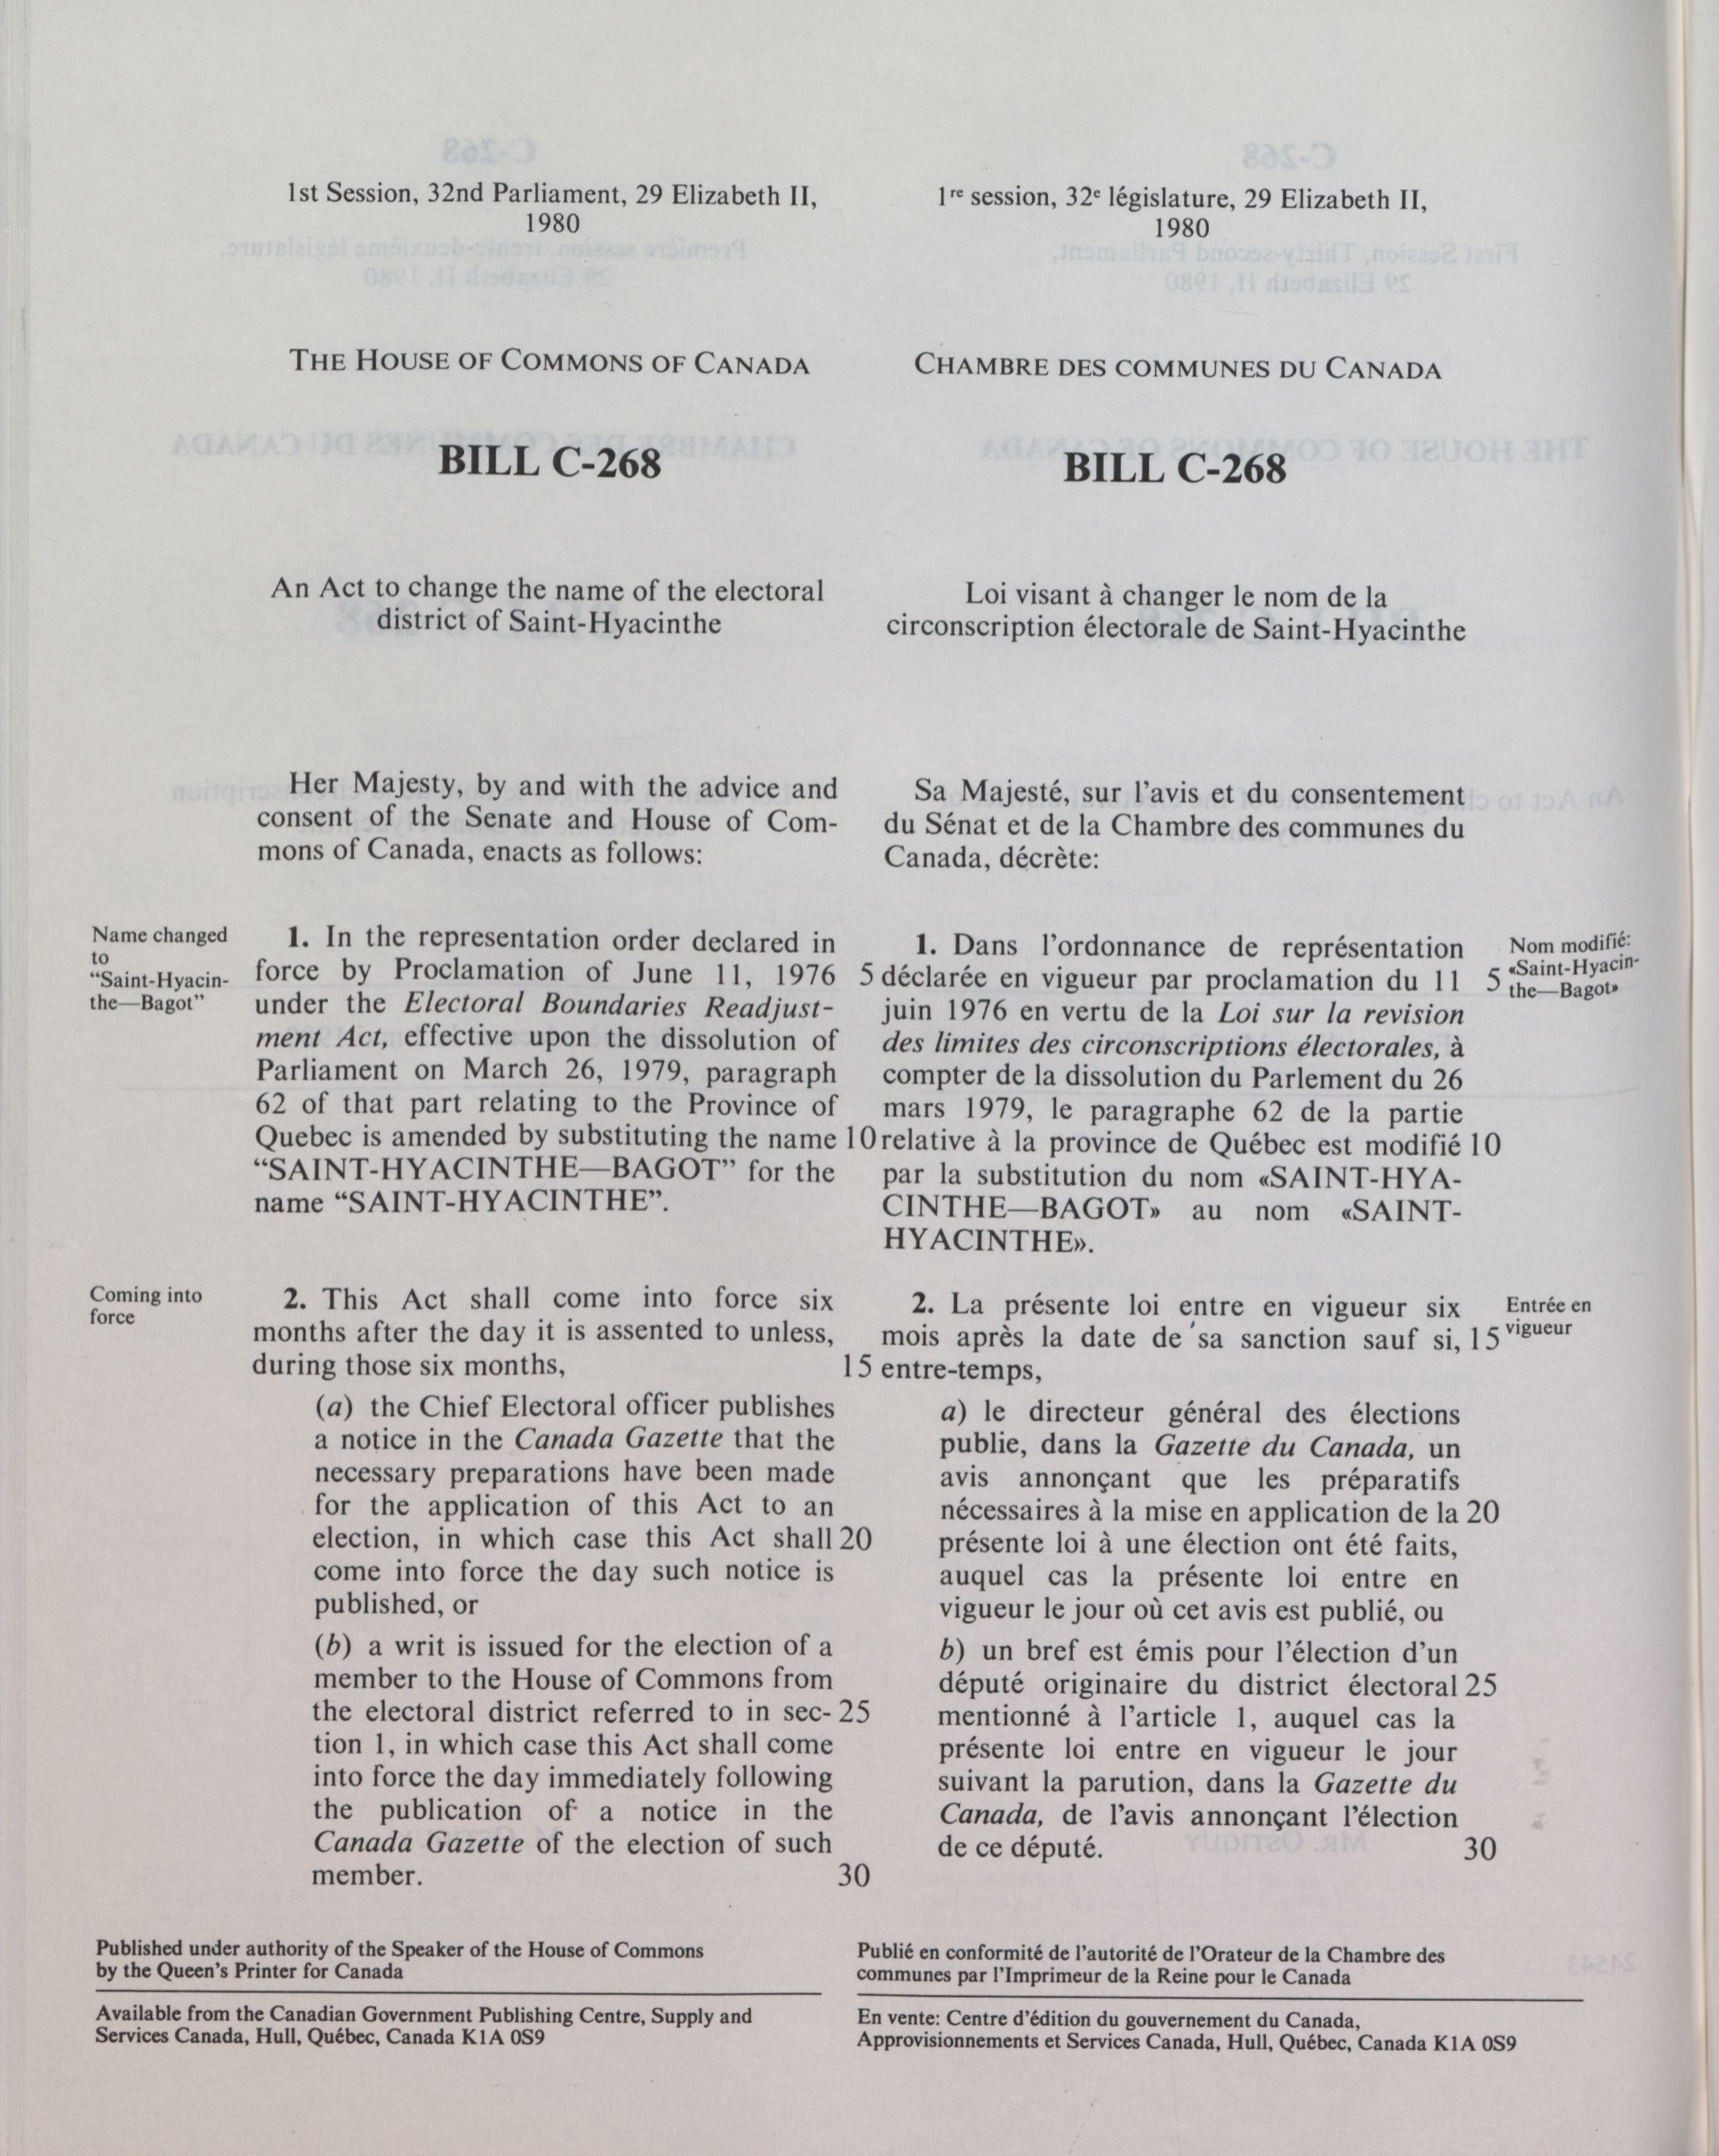 1st Session, 32nd Parliament, 29 Elizabeth II,
1980
THE HOUSE OF COMMONS OF CANADA
BILL C-268
An Act to change the name of the electoral
district of Saint-Hyacinthe
Her Majesty, by and with the advice and
consent of the Senate and House of Com-
mons of Canada, enacts as follows:
Name changed
to
“Saint-Hyacin-
the—Bagot”
1. In the representation order declared in
force by Proclamation of June 11, 1976 5
under the Electoral Boundaries Readjust-
ment Act, effective upon the dissolution of
Parliament on March 26, 1979, paragraph
62 of that part relating to the Province of
Quebec is amended by substituting the name 10
“SAINT-HYACINTHE—BAGOT” for the
name “SAINT-HYACINTHE”.
Coming into
force
2. This Act shall come into force six
months after the day it is assented to unless,
during those six months, 15
(a) the Chief Electoral officer publishes
a notice in the Canada Gazette that the
necessary preparations have been made
for the application of this Act to an
election, in which case this Act shall 20
come into force the day such notice is
published, or
(b) a writ is issued for the election of a
member to the House of Commons from
the electoral district referred to in sec- 25
tion 1, in which case this Act shall come
into force the day immediately following
the publication of a notice in the
Canada Gazette of the election of such
member. 30
Published under authority of the Speaker of the House of Commons
by the Queen's Printer for Canada
Available from the Canadian Government Publishing Centre, Supply and
Services Canada, Hull, Québec, Canada K1A 0S9
1re session, 32e législature, 29 Elizabeth II,
1980
CHAMBRE DES COMMUNES DU CANADA
BILL C-268
Loi visant à changer le nom de la
circonscription électorale de Saint-Hyacinthe
Sa Majesté, sur l'avis et du consentement
du Sénat et de la Chambre des communes du
Canada, décrète:
1. Dans l'ordonnance de représentation
déclarée en vigueur par proclamation du 11 5
juin 1976 en vertu de la Loi sur la revision
des limites des circonscriptions électorales, à
compter de la dissolution du Parlement du 26
mars 1979, le paragraphe 62 de la partie
relative à la province de Québec est modifié 10
par la substitution du nom «SAINT-HYA-
CINTHE—BAGOT» au nom «SAINT-
HYACINTHE».
Nom modifié:
«Saint-Hyacin-
the—Bagot»
2. La présente loi entre en vigueur six
mois après la date de sa sanction sauf si, 15
entre-temps,
Entrée en
vigueur
a) le directeur général des élections
publie, dans la Gazette du Canada, un
avis annonçant que les préparatifs
nécessaires à la mise en application de la 20
présente loi à une élection ont été faits,
auquel cas la présente loi entre en
vigueur le jour où cet avis est publié, ou
b) un bref est émis pour l'élection d'un
député originaire du district électoral 25
mentionné à l'article 1, auquel cas la
présente loi entre en vigueur le jour
suivant la parution, dans la Gazette du
Canada, de l'avis annonçant l'élection
de ce député. 30
Publié en conformité de l'autorité de l'Orateur de la Chambre des
communes par l'Imprimeur de la Reine pour le Canada
En vente: Centre d'édition du gouvernement du Canada,
Approvisionnements et Services Canada, Hull, Québec, Canada K1A 0S9